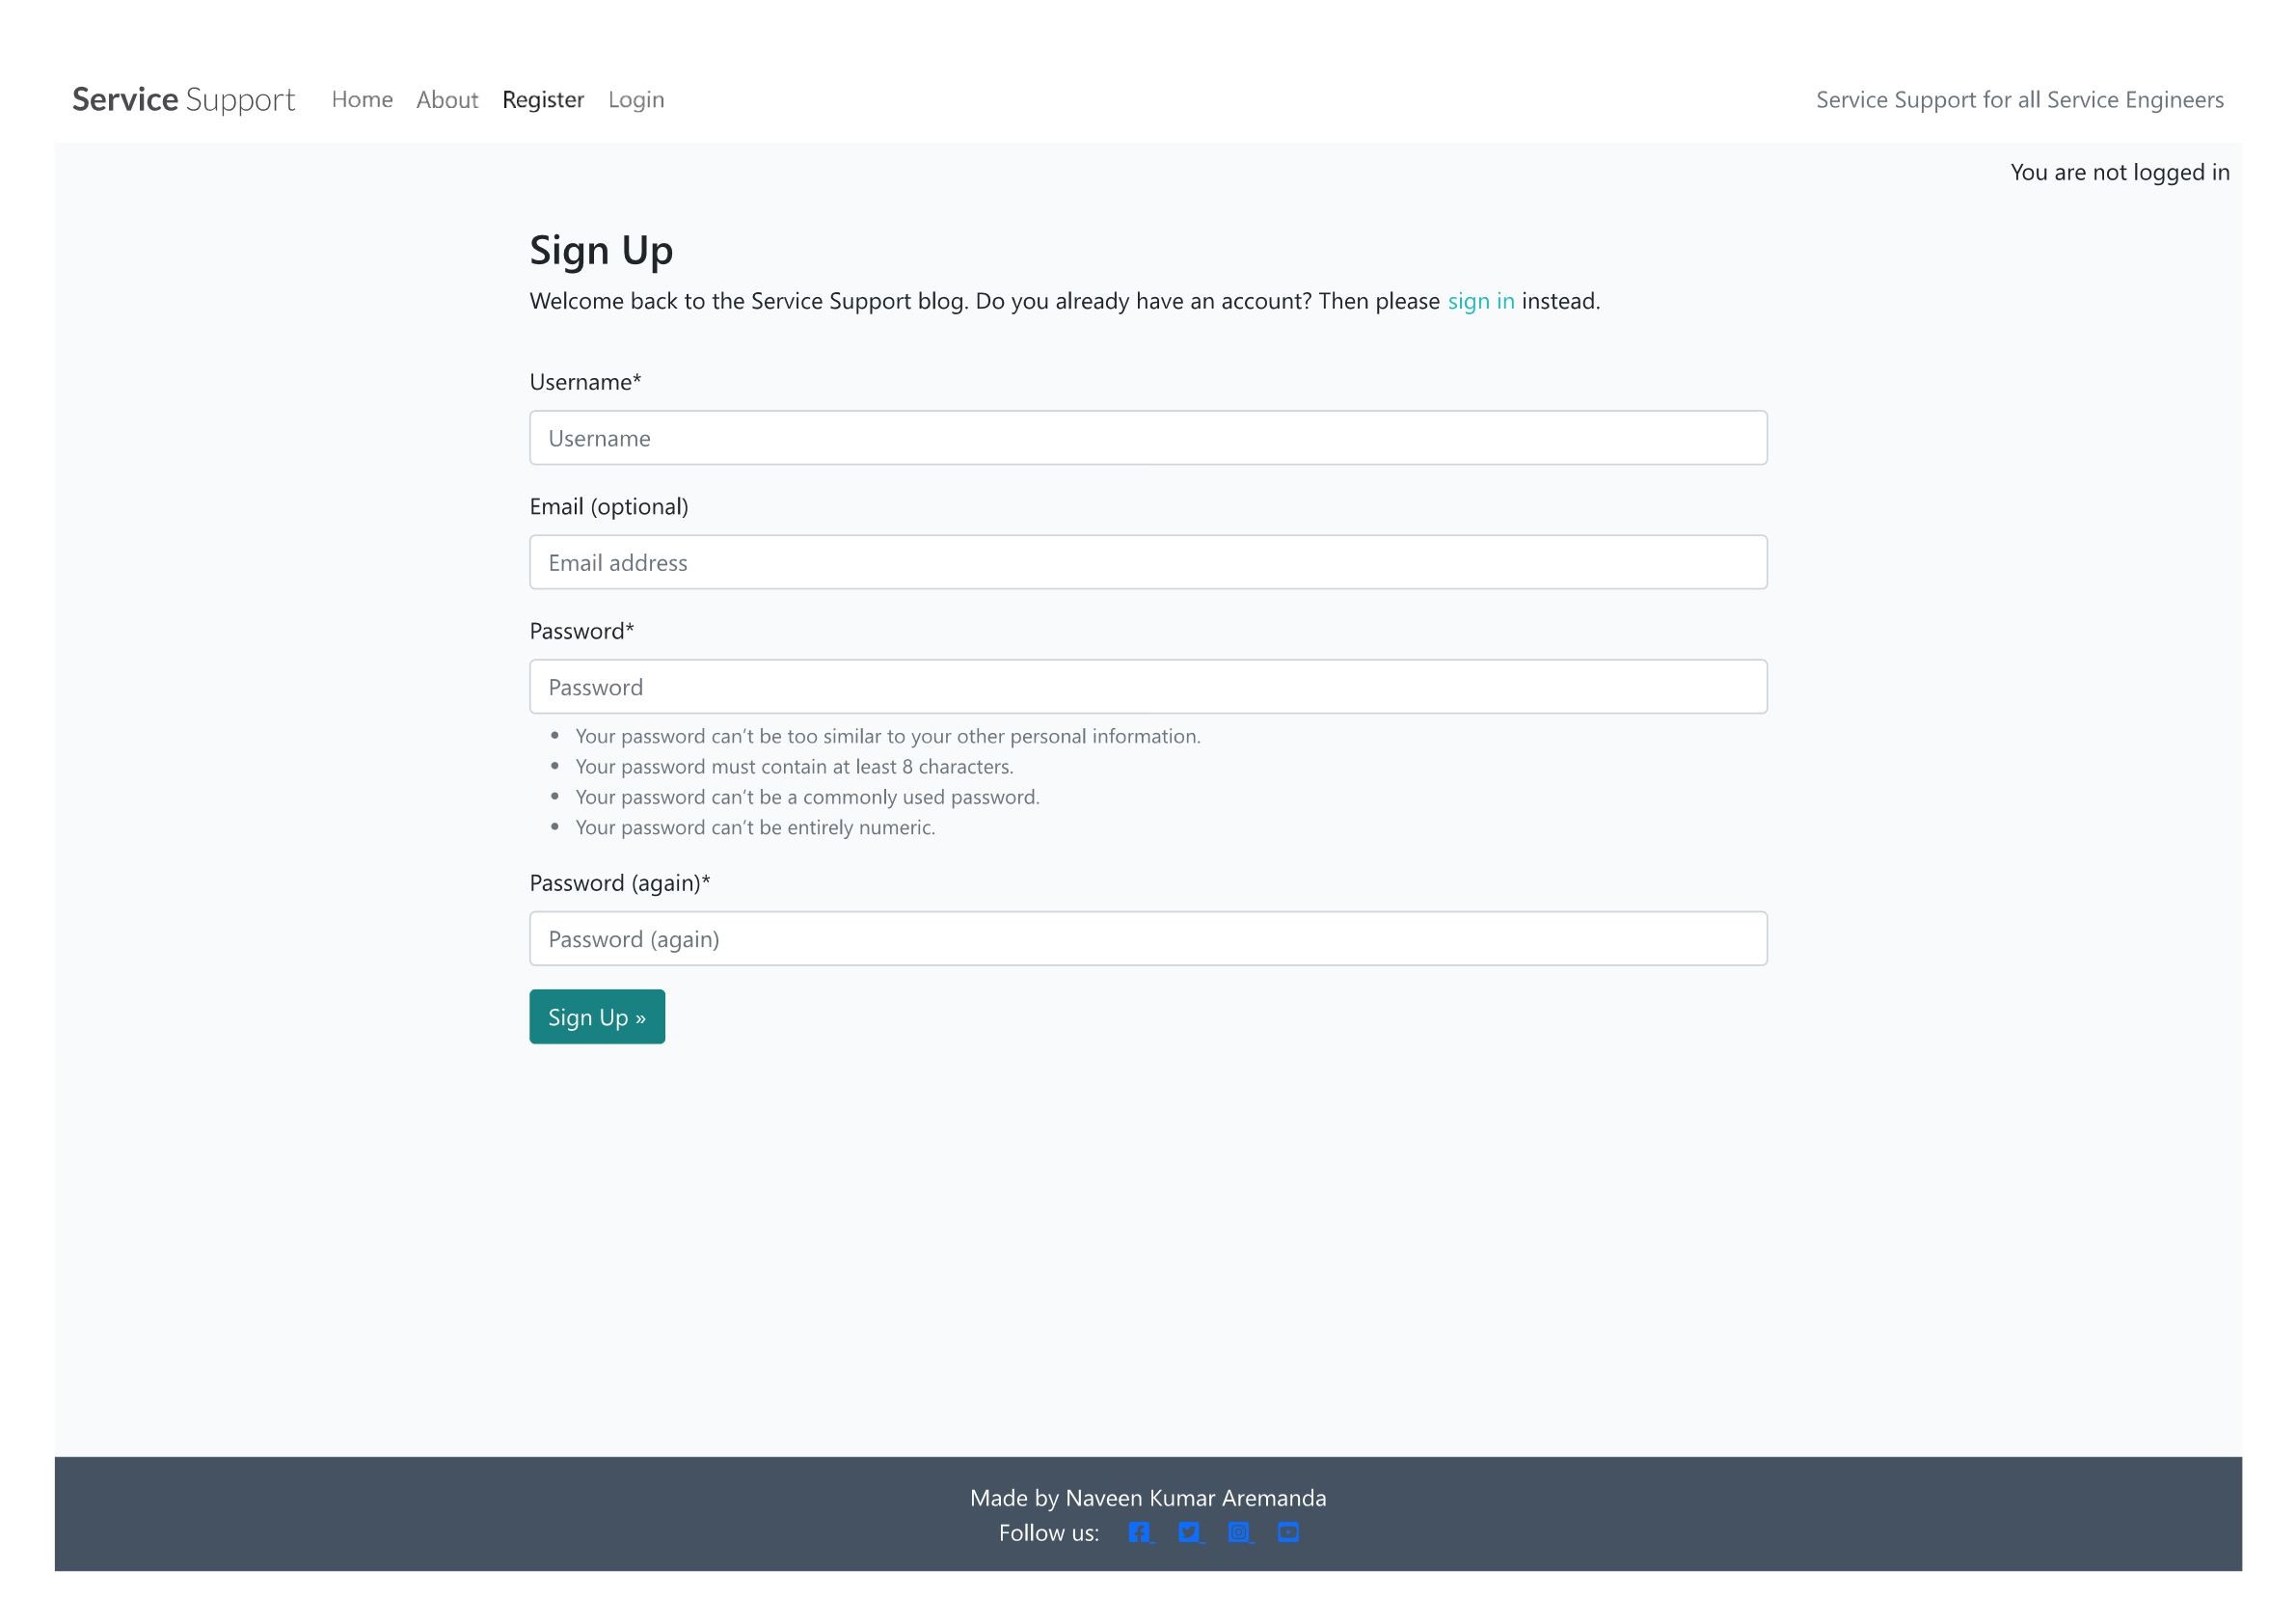 Service Support Home About Register Login Service Support for all Service Engineers
You are not logged in
Sign Up
Welcome back to the Service Support blog. Do you already have an account? Then please sign in instead.
Username*
Username
Email (optional)
Email address
Password*
Password
• Your password can’t be too similar to your other personal information.
• Your password must contain at least 8 characters.
• Your password can’t be a commonly used password.
• Your password can’t be entirely numeric.
Password (again)*
Password (again)
Sign Up »
Made by Naveen Kumar Aremanda
Follow us: